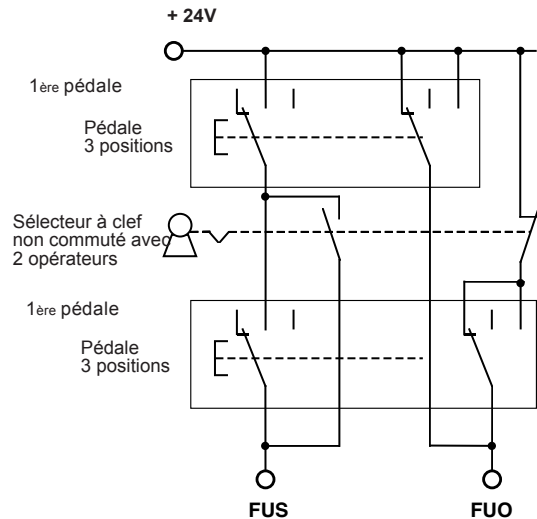 + 24V
1ère pédale
Pédale
3 positions
Sélecteur à clef
non commuté avec
2 opérateurs
1ère pédale
Pédale
3 positions
FUS
FUO